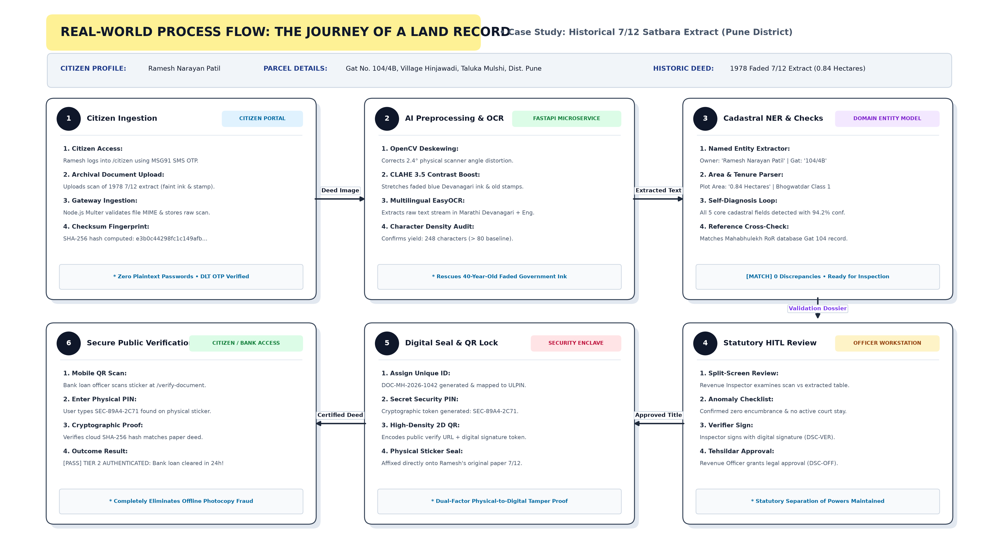 REAL-WORLD PROCESS FLOW: THE JOURNEY OF A LAND RECORD
• Case Study: Historical 7/12 Satbara Extract (Pune District)
CITIZEN PROFILE: Ramesh Narayan Patil PARCEL DETAILS: Gat No. 104/4B, Village Hinjawadi, Taluka Mulshi, Dist. Pune HISTORIC DEED: 1978 Faded 7/12 Extract (0.84 Hectares)
1 Citizen Ingestion CITIZEN PORTAL
1. Citizen Access:
Ramesh logs into /citizen using MSG91 SMS OTP.
2. Archival Document Upload:
Uploads scan of 1978 7/12 extract (faint ink & stamp).
3. Gateway Ingestion:
Node.js Multer validates file MIME & stores raw scan.
4. Checksum Fingerprint:
SHA-256 hash computed: e3b0c44298fc1c149afb...
* Zero Plaintext Passwords • DLT OTP Verified
Deed Image
2 AI Preprocessing & OCR FASTAPI MICROSERVICE
1. OpenCV Deskewing:
Corrects 2.4° physical scanner angle distortion.
2. CLAHE 3.5 Contrast Boost:
Stretches faded blue Devanagari ink & old stamps.
3. Multilingual EasyOCR:
Extracts raw text stream in Marathi Devanagari + Eng.
4. Character Density Audit:
Confirms yield: 248 characters (> 80 baseline).
* Rescues 40-Year-Old Faded Government Ink
Extracted Text
3 Cadastral NER & Checks DOMAIN ENTITY MODEL
1. Named Entity Extractor:
Owner: 'Ramesh Narayan Patil' | Gat: '104/4B'
2. Area & Tenure Parser:
Plot Area: '0.84 Hectares' | Bhogwatdar Class 1
3. Self-Diagnosis Loop:
All 5 core cadastral fields detected with 94.2% conf.
4. Reference Cross-Check:
Matches Mahabhulekh RoR database Gat 104 record.
[MATCH] 0 Discrepancies • Ready for Inspection
Validation Dossier
4 Statutory HITL Review OFFICER WORKSTATION
1. Split-Screen Review:
Revenue Inspector examines scan vs extracted table.
2. Anomaly Checklist:
Confirmed zero encumbrance & no active court stay.
3. Verifier Sign:
Inspector signs with digital signature (DSC-VER).
4. Tehsildar Approval:
Revenue Officer grants legal approval (DSC-OFF).
* Statutory Separation of Powers Maintained
Approved Title
5 Digital Seal & QR Lock SECURITY ENCLAVE
1. Assign Unique ID:
DOC-MH-2026-1042 generated & mapped to ULPIN.
2. Secret Security PIN:
Cryptographic token generated: SEC-89A4-2C71.
3. High-Density 2D QR:
Encodes public verify URL + digital signature token.
4. Physical Sticker Seal:
Affixed directly onto Ramesh's original paper 7/12.
* Dual-Factor Physical-to-Digital Tamper Proof
Certified Deed
6 Secure Public Verification CITIZEN / BANK ACCESS
1. Mobile QR Scan:
Bank loan officer scans sticker at /verify-document.
2. Enter Physical PIN:
User types SEC-89A4-2C71 found on physical sticker.
3. Cryptographic Proof:
Verifies cloud SHA-256 hash matches paper deed.
4. Outcome Result:
[PASS] TIER 2 AUTHENTICATED: Bank loan cleared in 24h!
* Completely Eliminates Offline Photocopy Fraud